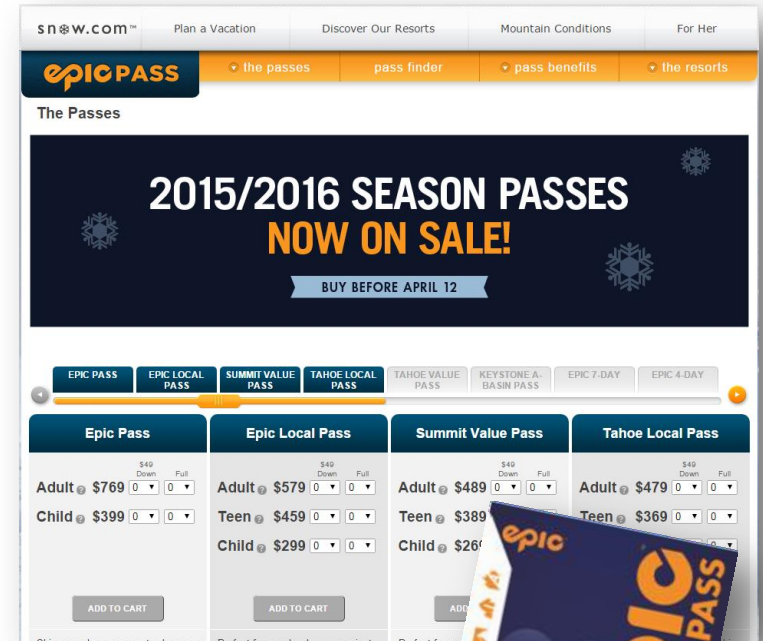 snow.com™ Plan a Vacation Discover Our Resorts Mountain Conditions For Her
epic PASS the passes pass finder pass benefits the resorts
The Passes
2015/2016 SEASON PASSES
NOW ON SALE!
BUY BEFORE APRIL 12
EPIC PASS
EPIC LOCAL
PASS
SUMMIT VALUE
PASS
TAHOE LOCAL
PASS
TAHOE VALUE
PASS
KEYSTONE A-
BASIN PASS
EPIC 7-DAY
EPIC 4-DAY
Epic Pass
$49
Down Full
Adult $769 0 0
Child $399 0 0
ADD TO CART
Epic Local Pass
$49
Down Full
Adult $579 0 0
Teen $459 0 0
Child $299 0 0
ADD TO CART
Summit Value Pass
$49
Down Full
Adult $489 0 0
Teen $389
Child
ADD
Tahoe Local Pass
$49
Down Full
Adult $479 0 0
Teen $369 0 0
epic
epic
PASS